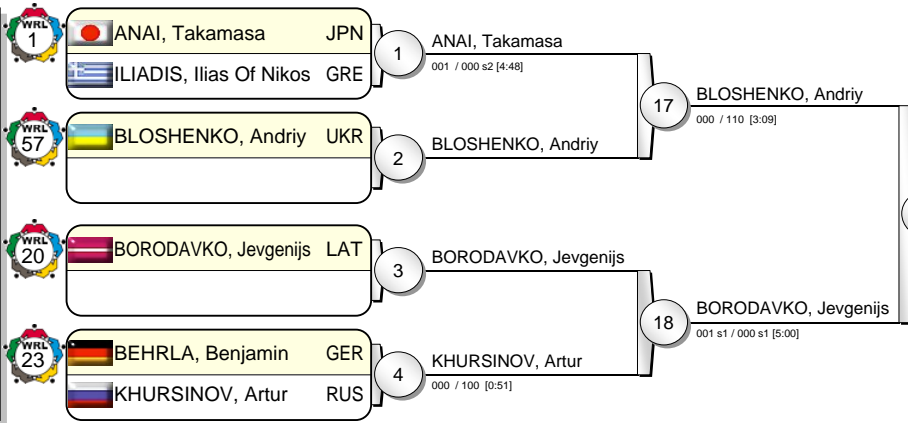 WRL 1
ANAI, Takamasa JPN
ILIADIS, Ilias Of Nikos GRE
1
ANAI, Takamasa
001 / 000 s2 [4:48]
WRL 57
BLOSHENKO, Andriy UKR
2
BLOSHENKO, Andriy
17
BLOSHENKO, Andriy
000 / 110 [3:09]
WRL 20
BORODAVKO, Jevgenijs LAT
3
BORODAVKO, Jevgenijs
18
BORODAVKO, Jevgenijs
001 s1 / 000 s1 [5:00]
WRL 23
BEHRLA, Benjamin GER
KHURSINOV, Artur RUS
4
KHURSINOV, Artur
000 / 100 [0:51]